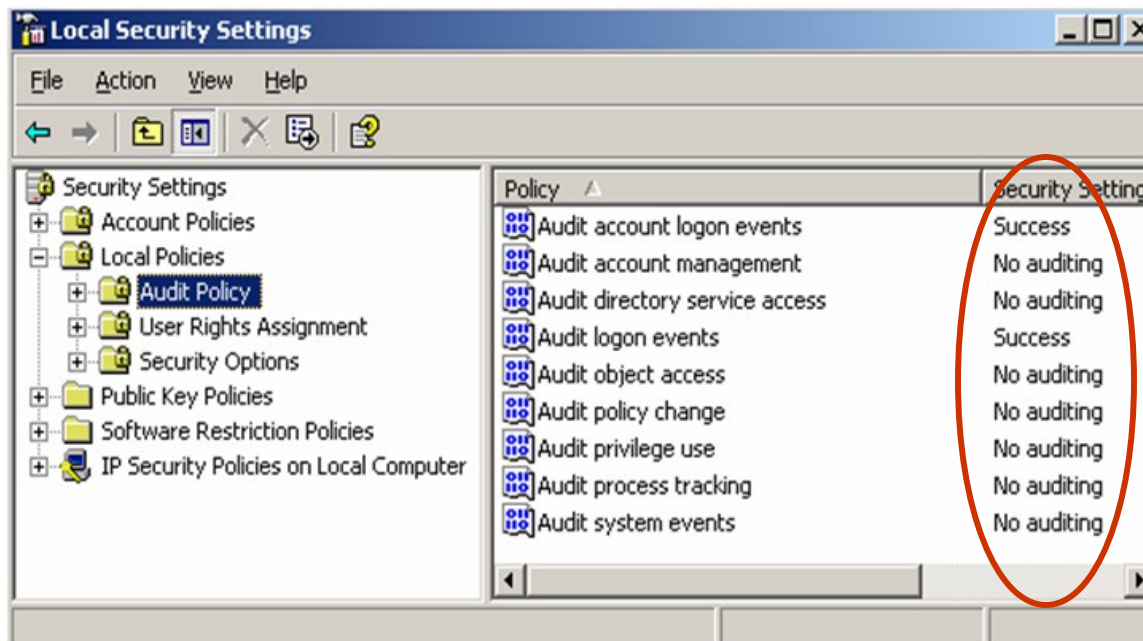 Local Security Settings
File Action View Help
Security Settings
Account Policies
Local Policies
Audit Policy
User Rights Assignment
Security Options
Public Key Policies
Software Restriction Policies
IP Security Policies on Local Computer
Policy Security Setting
Audit account logon events Success
Audit account management No auditing
Audit directory service access No auditing
Audit logon events Success
Audit object access No auditing
Audit policy change No auditing
Audit privilege use No auditing
Audit process tracking No auditing
Audit system events No auditing